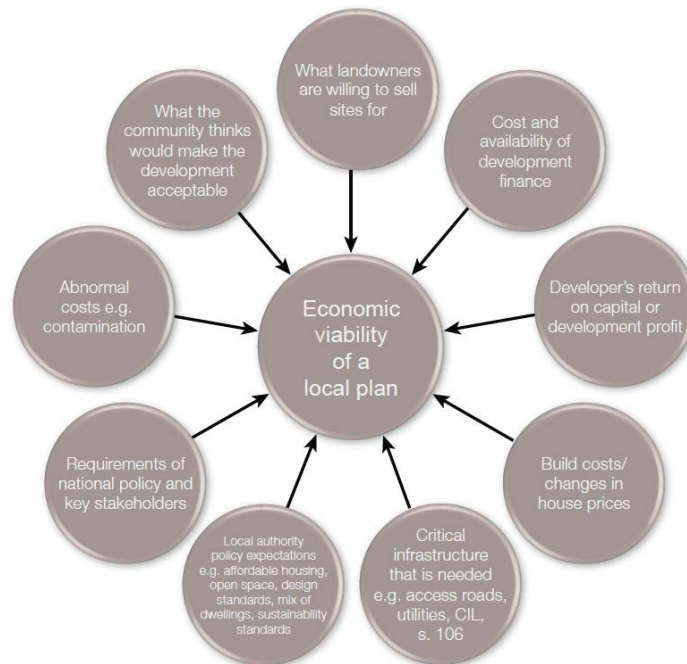 What landowners
are willing to sell
sites for
Cost and
availability of
development
finance
Developer's return
on capital or
development profit
Build costs/
changes in
house prices
Critical
infrastructure
that is needed
e.g. access roads,
utilities, CIL,
s. 106
Local authority
policy expectations
e.g. affordable housing,
open space, design
standards, mix of
dwellings, sustainability
standards
Requirements of
national policy and
key stakeholders
Abnormal
costs e.g.
contamination
What the
community thinks
would make the
development
acceptable
Economic
viability
of a
local plan